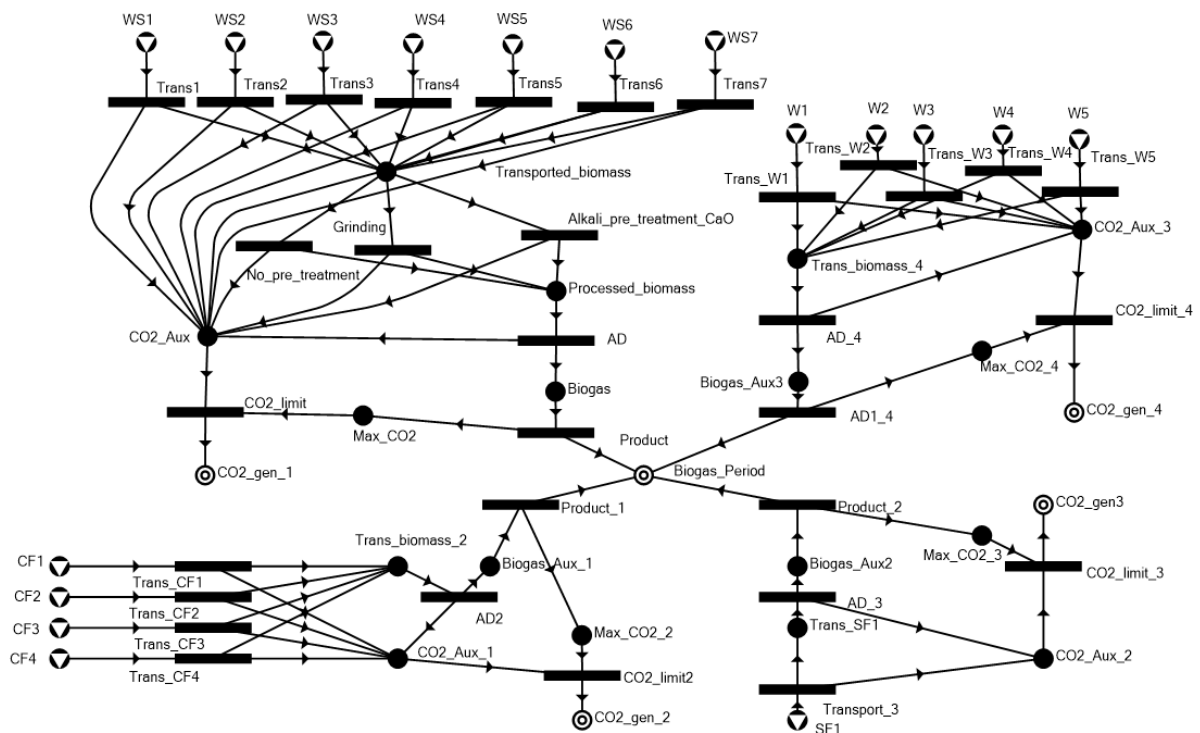 WS1
WS2
WS3
WS4
WS5
WS6
WS7
Trans1
Trans2
Trans3
Trans4
Trans5
Trans6
Trans7
Transported_biomass
Grinding
Alkali_pre_treatment_CaO
No_pre_treatment
Processed_biomass
CO2_Aux
AD
Biogas
CO2_limit
Max_CO2
CO2_gen_1
Product
Biogas_Period
W1
W2
W3
W4
W5
Trans_W2
Trans_W3
Trans_W4
Trans_W5
Trans_W1
CO2_Aux_3
Trans_biomass_4
CO2_limit_4
AD_4
Max_CO2_4
Biogas_Aux3
AD1_4
CO2_gen_4
Product_1
Trans_biomass_2
Biogas_Aux_1
CF1
Trans_CF1
CF2
Trans_CF2
AD2
CF3
Trans_CF3
CF4
Trans_CF4
CO2_Aux_1
Max_CO2_2
CO2_limit2
CO2_gen_2
Product_2
CO2_gen3
Max_CO2_3
Biogas_Aux2
CO2_limit_3
AD_3
Trans_SF1
CO2_Aux_2
Transport_3
SF1